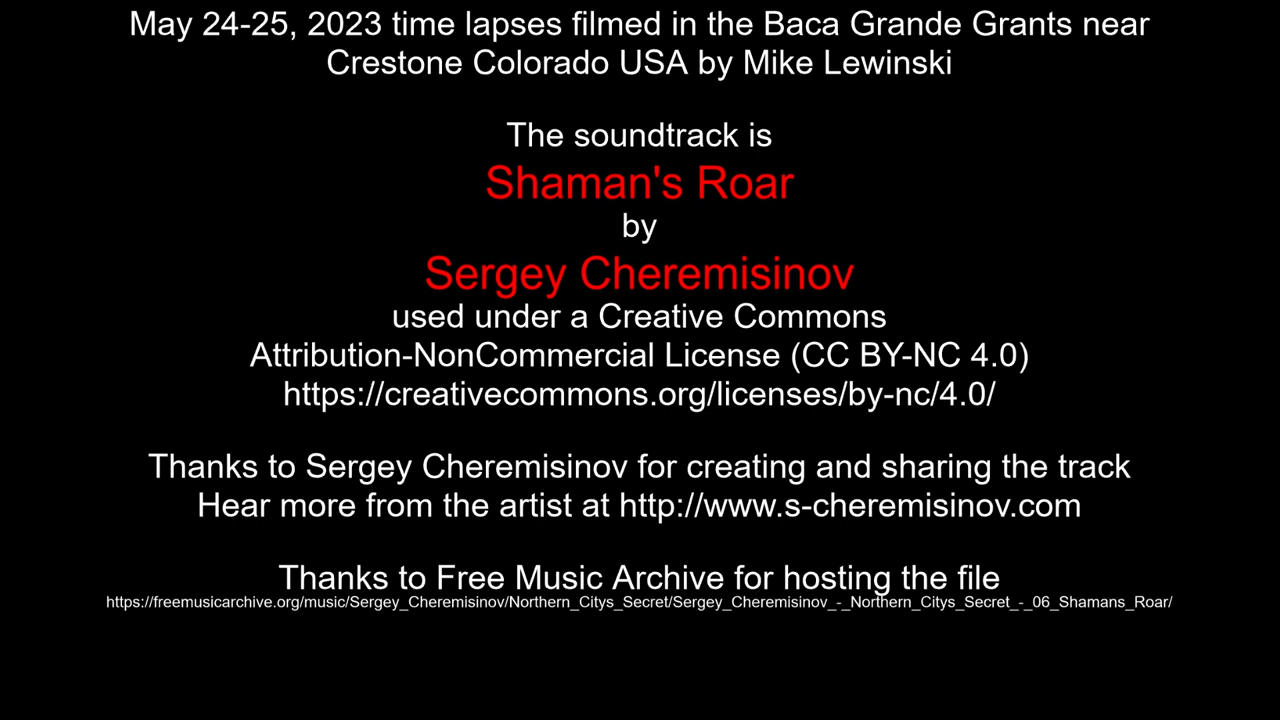 May 24-25, 2023 time lapses filmed in the Baca Grande Grants near
Crestone Colorado USA by Mike Lewinski
The soundtrack is
Shaman's Roar
by
Sergey Cheremisinov
used under a Creative Commons
Attribution-NonCommercial License (CC BY-NC 4.0)
https://creativecommons.org/licenses/by-nc/4.0/
Thanks to Sergey Cheremisinov for creating and sharing the track
Hear more from the artist at http://www.s-cheremisinov.com
Thanks to Free Music Archive for hosting the file
https://freemusicarchive.org/music/Sergey_Cheremisinov/Northern_Citys_Secret/Sergey_Cheremisinov_-_Northern_Citys_Secret_-_06_Shamans_Roar/